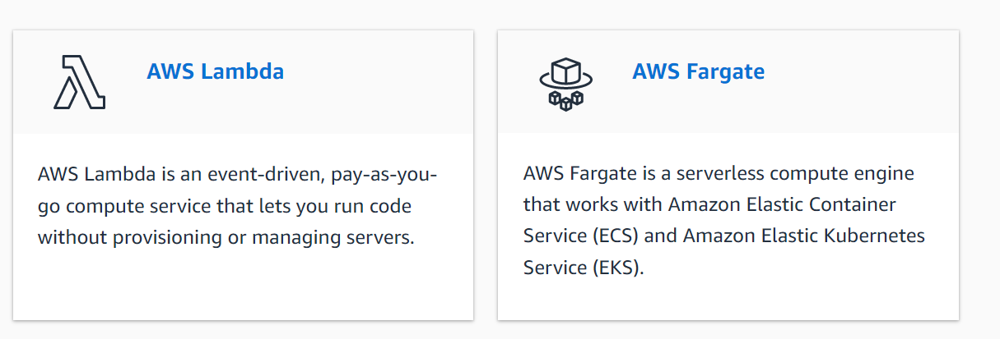 AWS Lambda
AWS Lambda is an event-driven, pay-as-you-
go compute service that lets you run code
without provisioning or managing servers.
AWS Fargate
AWS Fargate is a serverless compute engine
that works with Amazon Elastic Container
Service (ECS) and Amazon Elastic Kubernetes
Service (EKS).